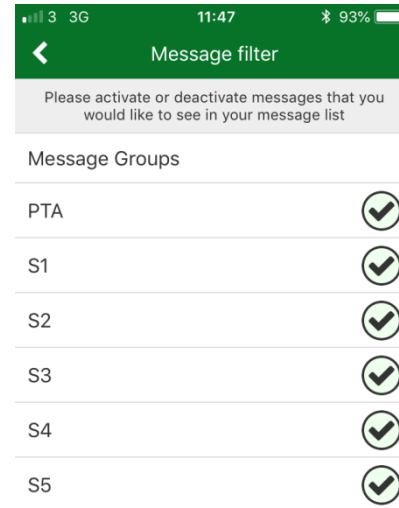 3 3G 11:47 93%
Message filter
Please activate or deactivate messages that you
would like to see in your message list
Message Groups
PTA
S1
S2
S3
S4
S5